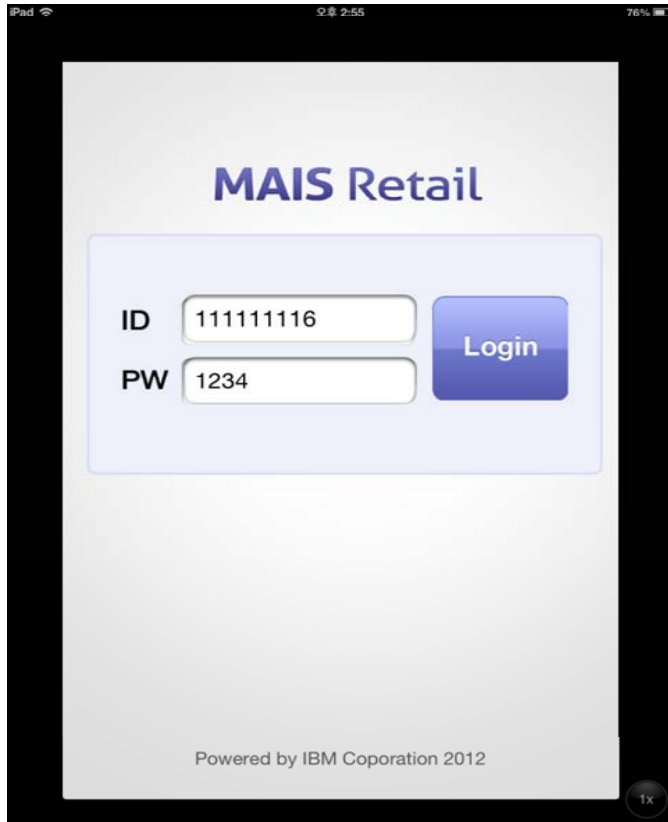 iPad 오후 2:55 76%
MAIS Retail
ID 111111116
Login
PW 1234
Powered by IBM Coporation 2012
1x